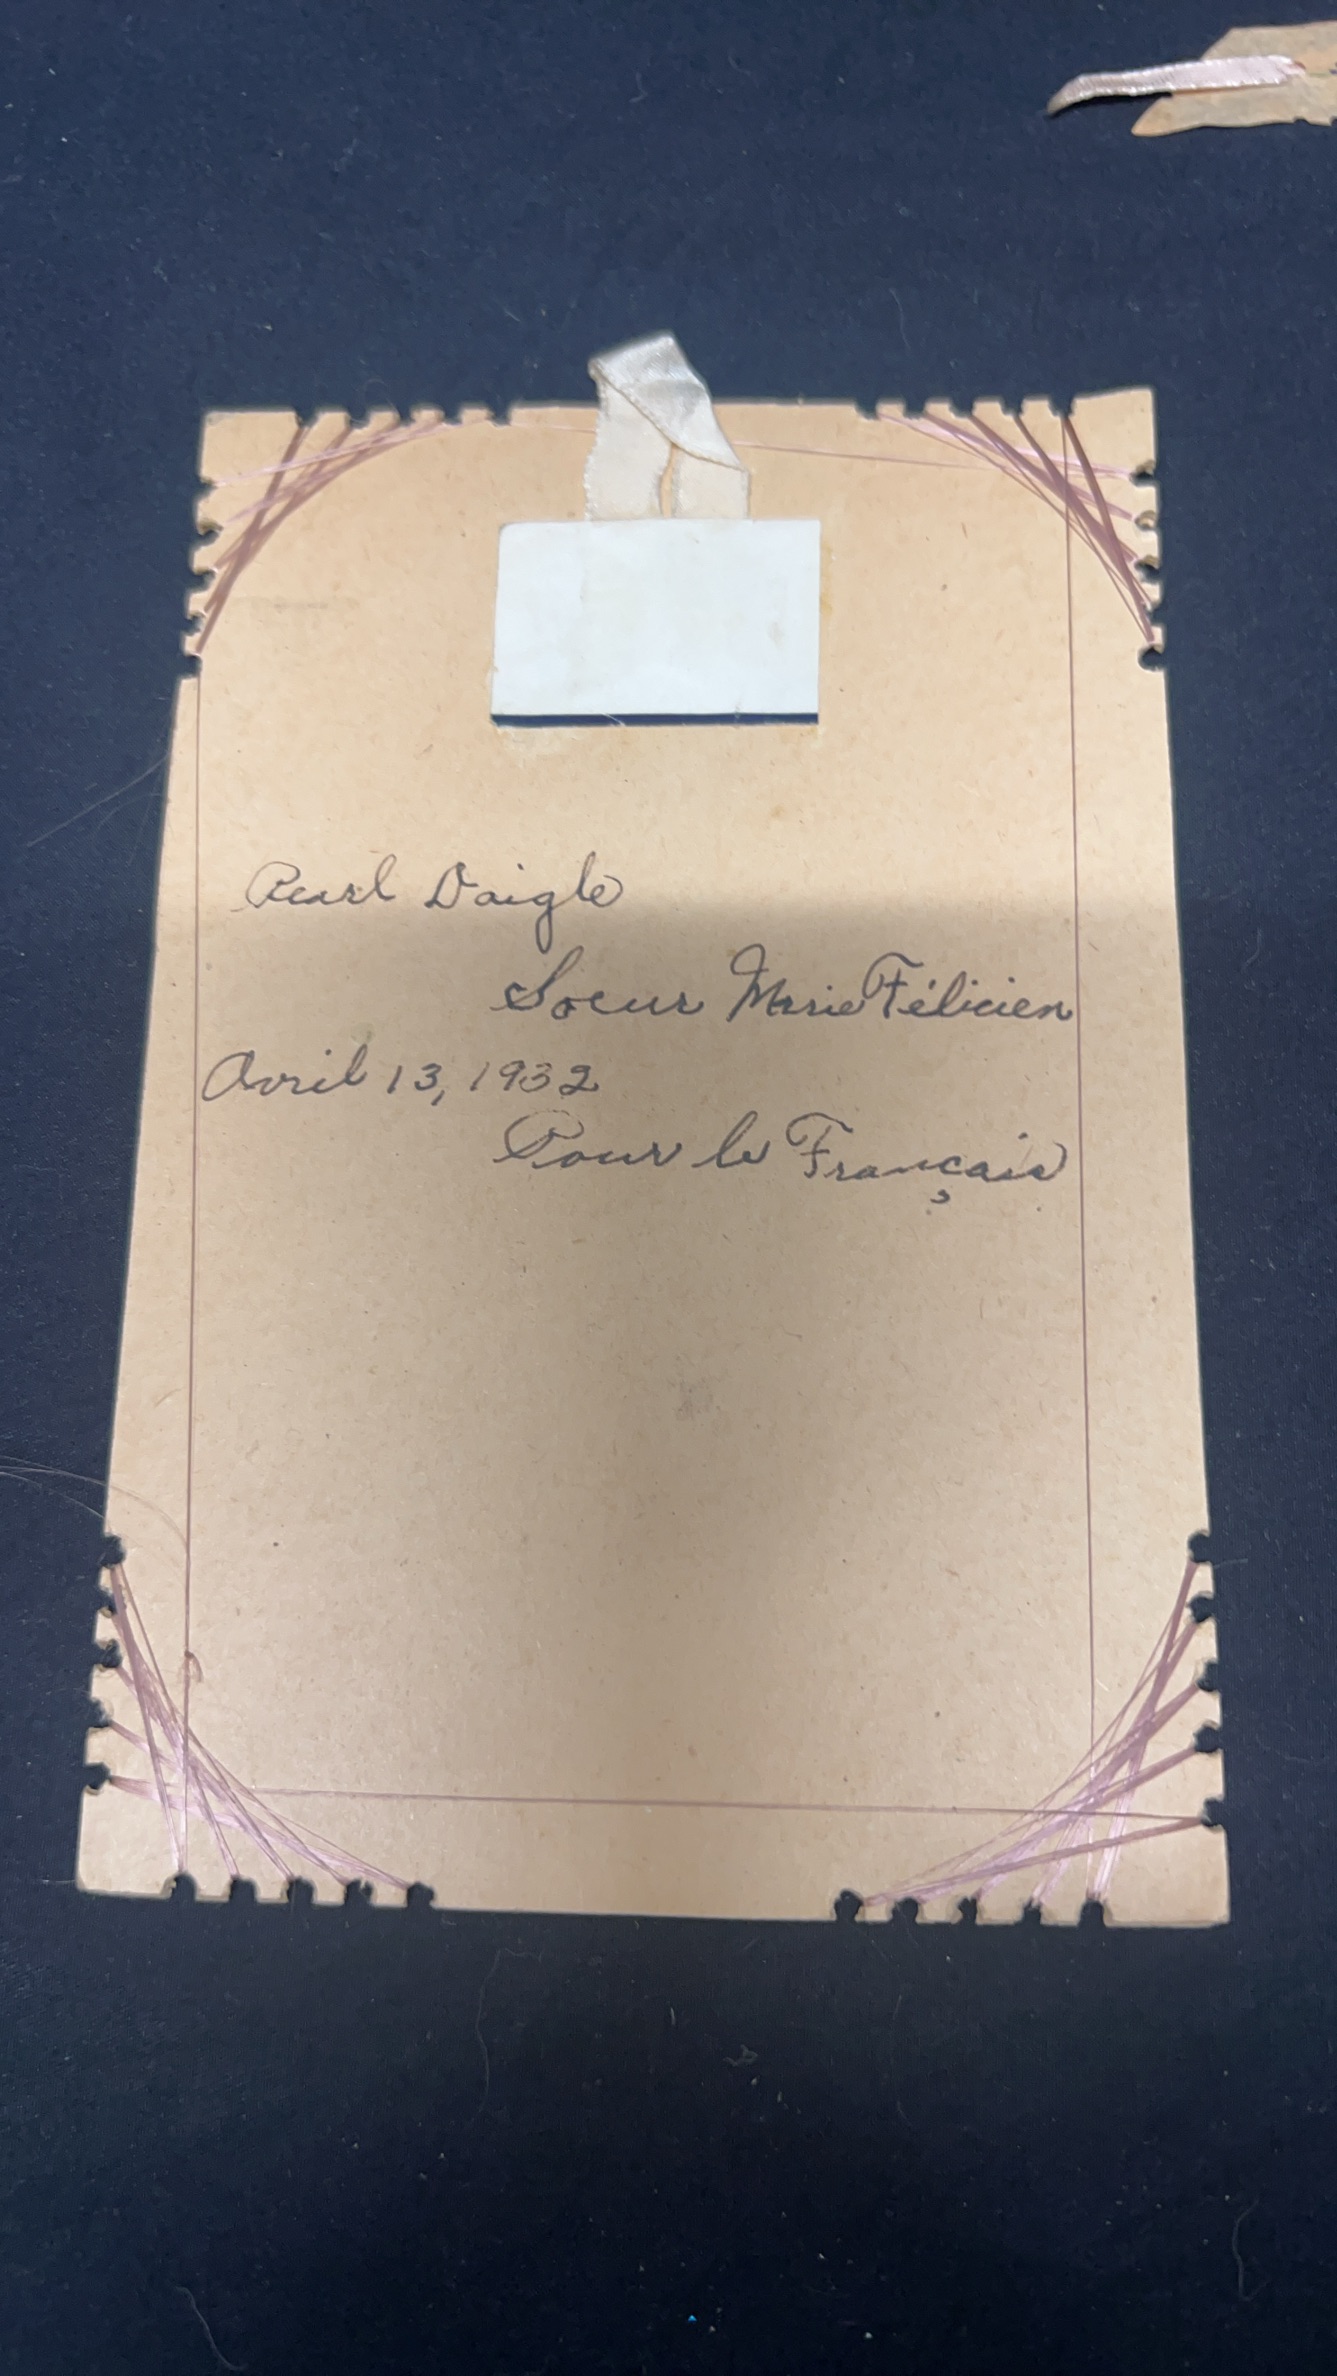 Pearl Daigle
Soeur Marie Félicien
Avril 13, 1932
Pour le Français